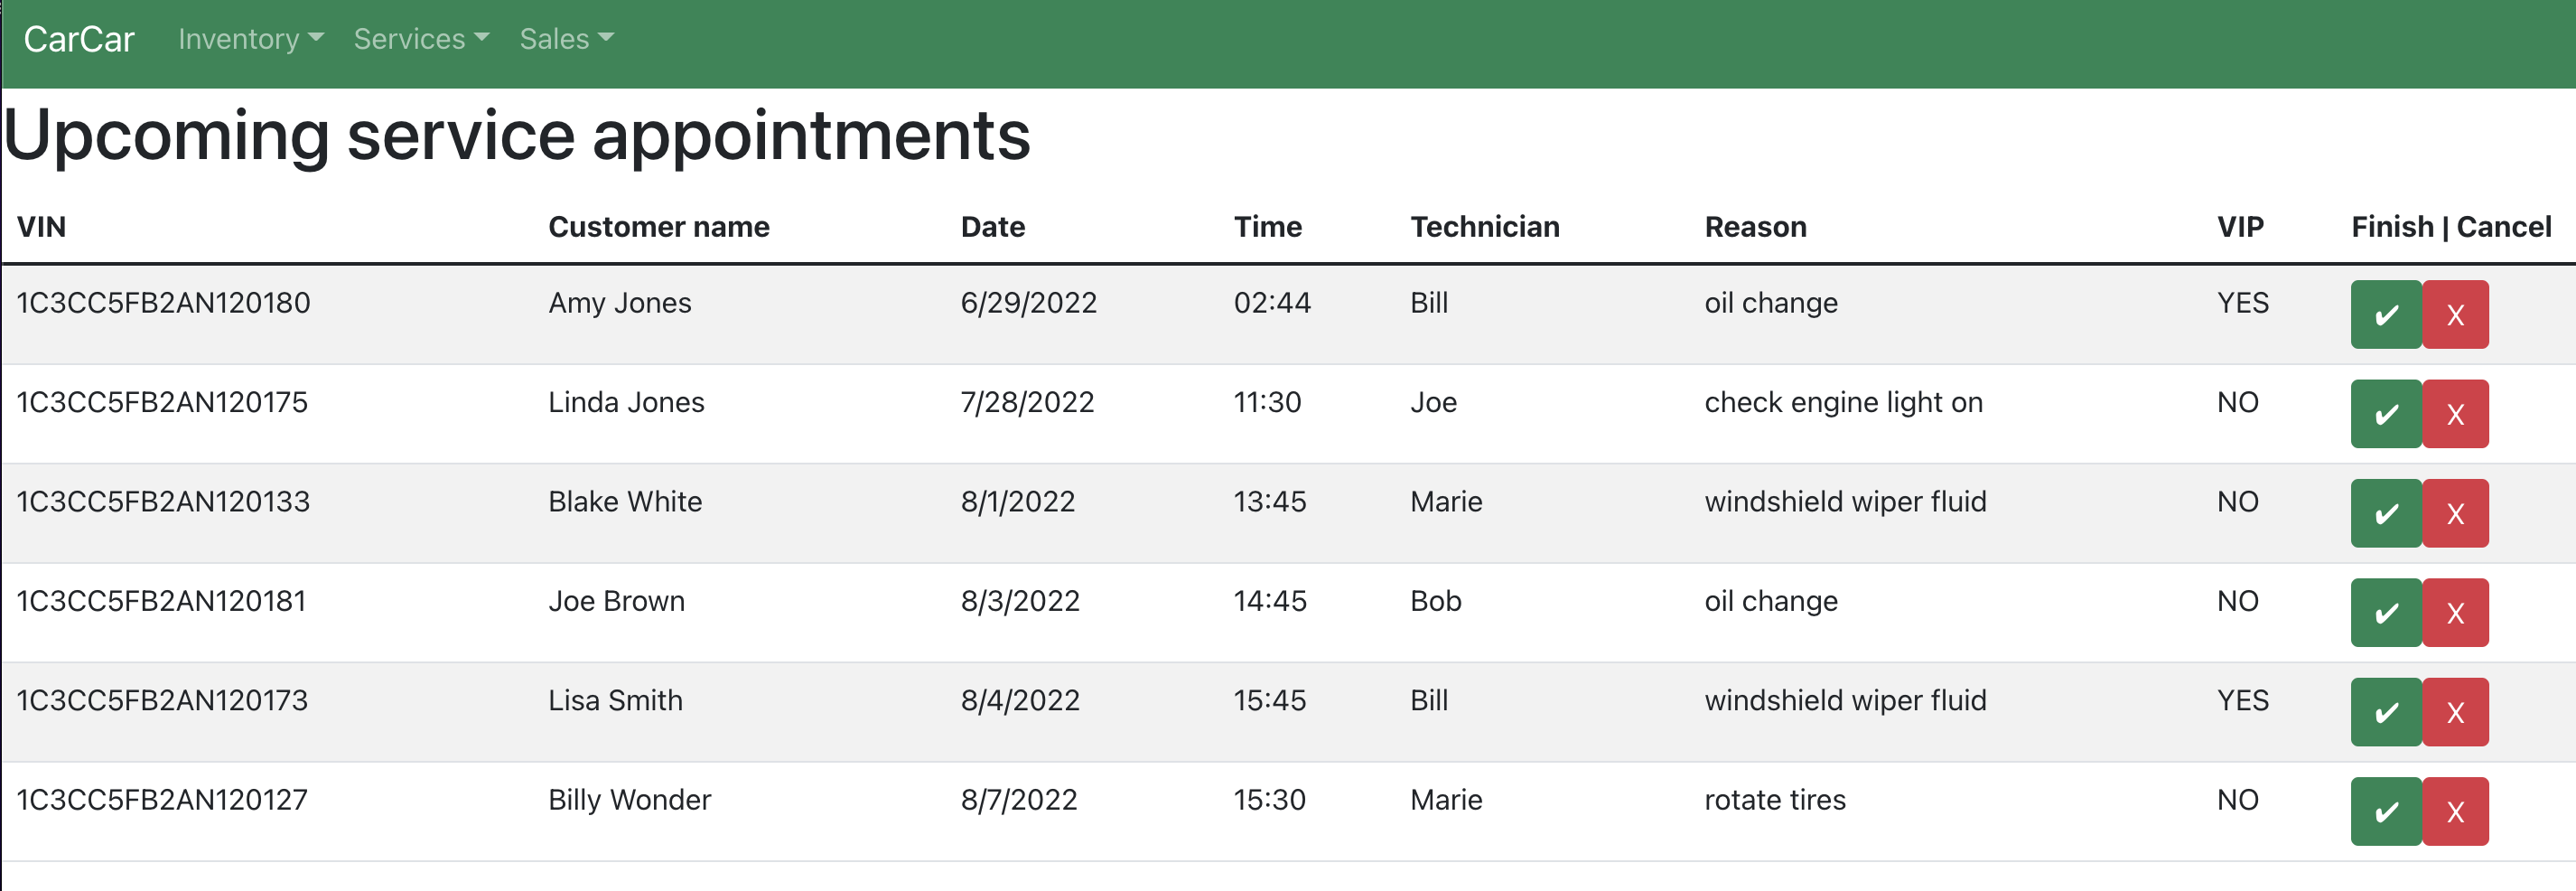 CarCar Inventory Services Sales
Upcoming service appointments
VIN Customer name Date Time Technician Reason VIP Finish | Cancel
1C3CC5FB2AN120180 Amy Jones 6/29/2022 02:44 Bill oil change YES ✔ X
1C3CC5FB2AN120175 Linda Jones 7/28/2022 11:30 Joe check engine light on NO ✔ X
1C3CC5FB2AN120133 Blake White 8/1/2022 13:45 Marie windshield wiper fluid NO ✔ X
1C3CC5FB2AN120181 Joe Brown 8/3/2022 14:45 Bob oil change NO ✔ X
1C3CC5FB2AN120173 Lisa Smith 8/4/2022 15:45 Bill windshield wiper fluid YES ✔ X
1C3CC5FB2AN120127 Billy Wonder 8/7/2022 15:30 Marie rotate tires NO ✔ X